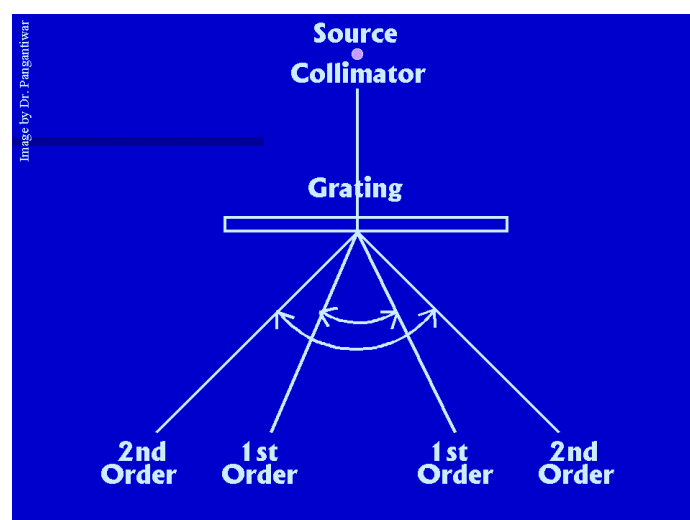 Image by Dr. Pangantiwar
Source
Collimator
Grating
2nd
Order
1st
Order
1st
Order
2nd
Order